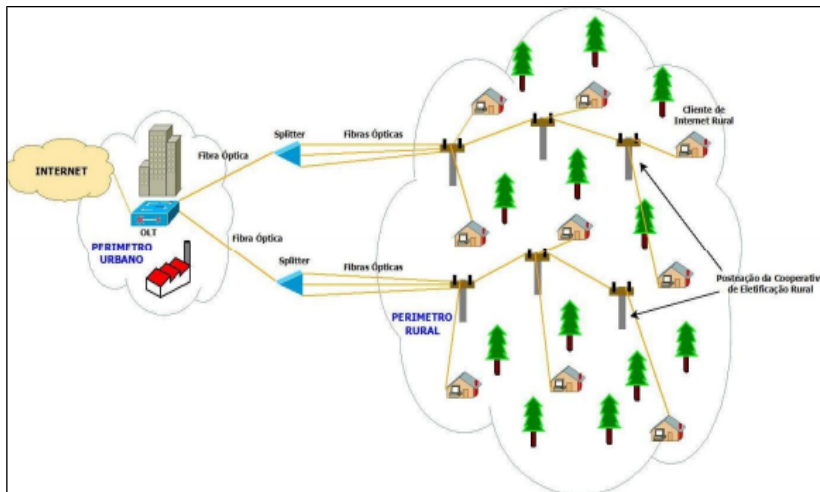 INTERNET
OLT
PERIMETRO
URBANO
Fibra Óptica
Splitter
Fibras Ópticas
Fibra Óptica
Splitter
Fibras Ópticas
PERIMETRO
RURAL
Cliente de
Internet Rural
Posteação da Cooperativ
de Eletificação Rural